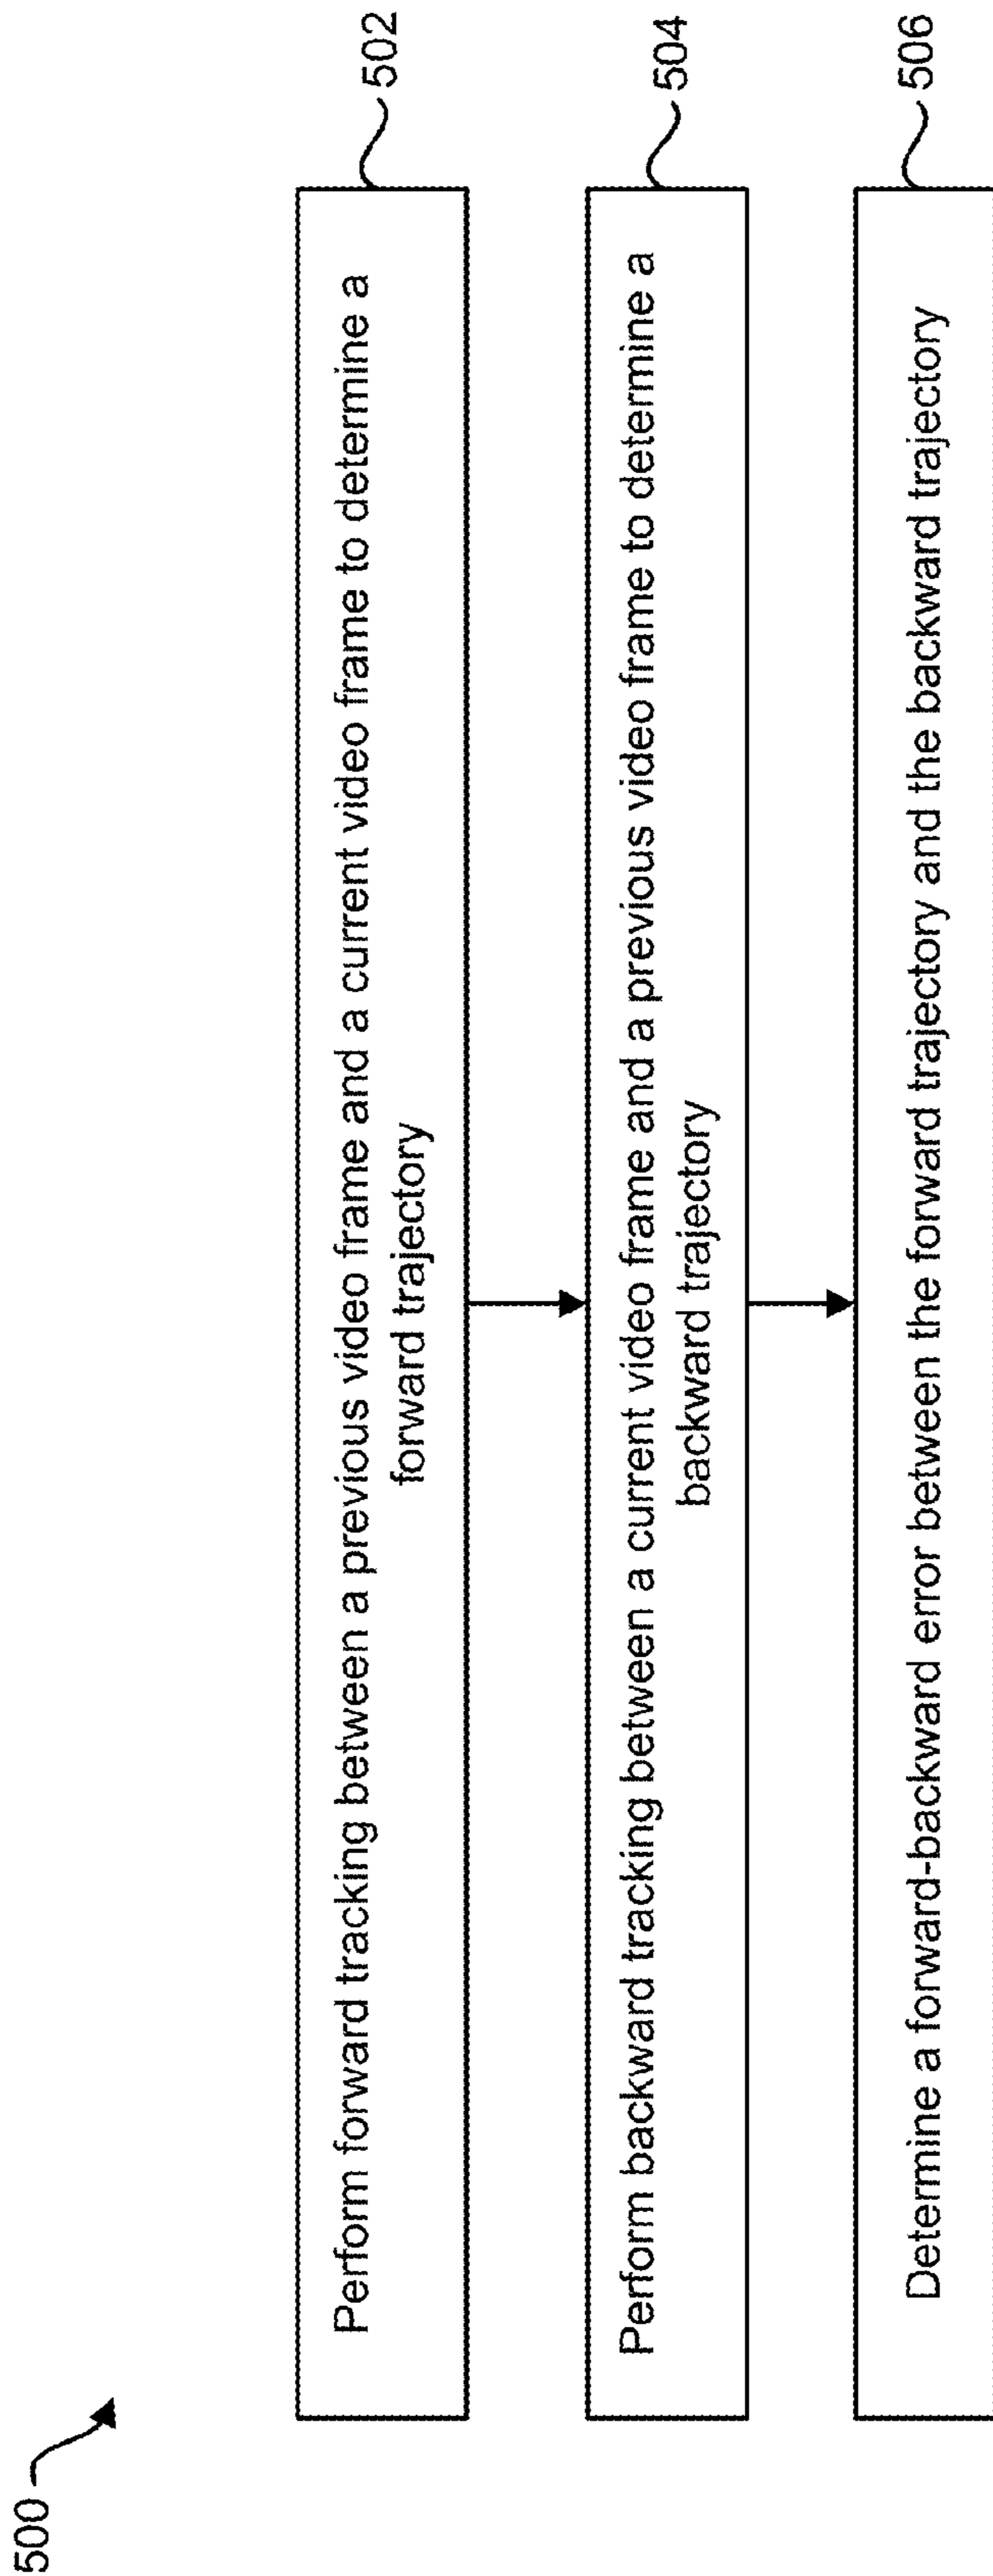 500
Perform forward tracking between a previous video frame and a current video frame to determine a
forward trajectory
502
Perform backward tracking between a current video frame and a previous video frame to determine a
backward trajectory
504
Determine a forward-backward error between the forward trajectory and the backward trajectory
506